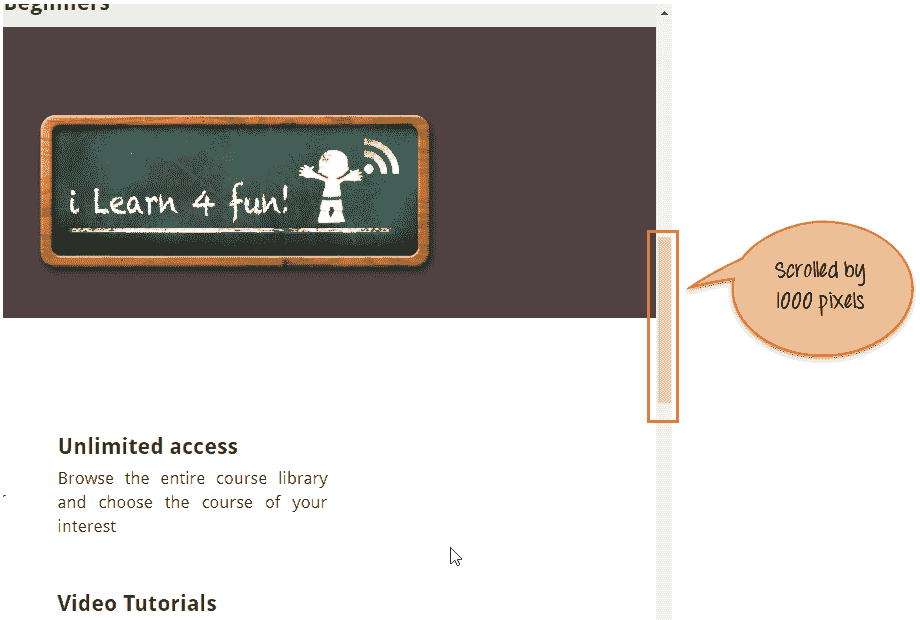 Beginners
i Learn 4 fun!
Scrolled by
1000 pixels
Unlimited access
Browse the entire course library
and choose the course of your
interest
Video Tutorials